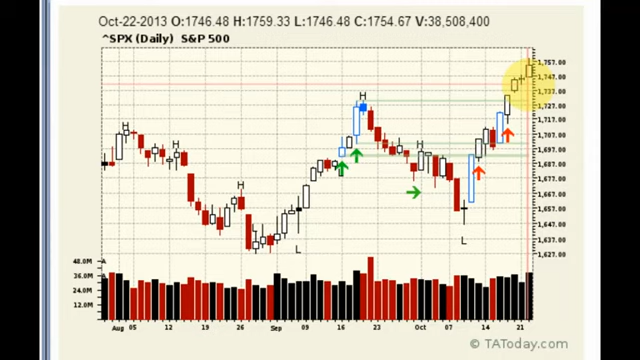 Oct-22-2013 O:1746.48 H:1759.33 L:1746.48 C:1754.67 V:38,508,400
^SPX (Daily) S&P 500
1,757.00
1,747.00
1,737.00
1,727.00
1,717.00
1,707.00
1,697.00
1,687.00
1,677.00
1,667.00
1,657.00
1,647.00
1,637.00
1,627.00
H
H
H
H
H
L
L
L
L
48.0M
36.0M
24.0M
12.0M
A
A
Aug 05 12 19 26 Sep 09 16 23 Oct 07 14 21
© TAToday.com